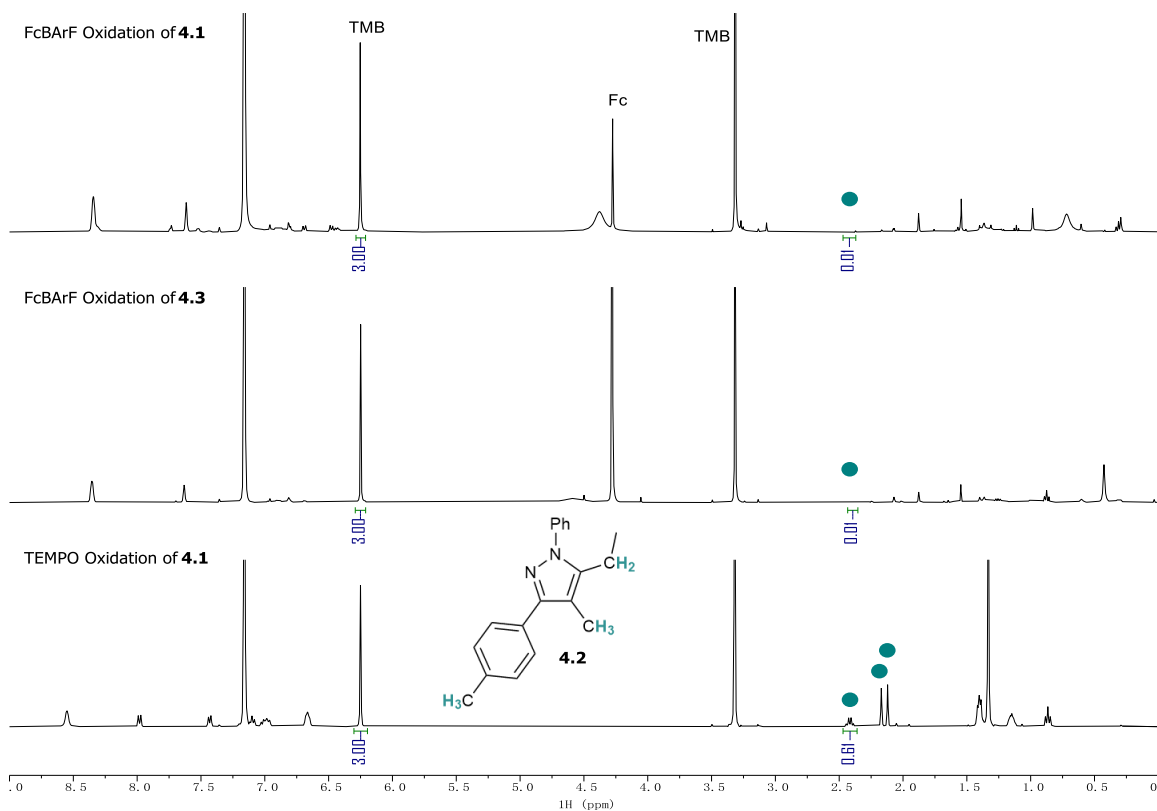 FcBArF Oxidation of 4.1
TMB
TMB
Fc
3.00
0.01
FcBArF Oxidation of 4.3
3.00
0.01
TEMPO Oxidation of 4.1
Ph
N
N
CH2
CH3
4.2
H3C
3.00
0.61
.0 8.5 8.0 7.5 7.0 6.5 6.0 5.5 5.0 4.5 4.0 3.5 3.0 2.5 2.0 1.5 1.0 0.5 0.
1H (ppm)